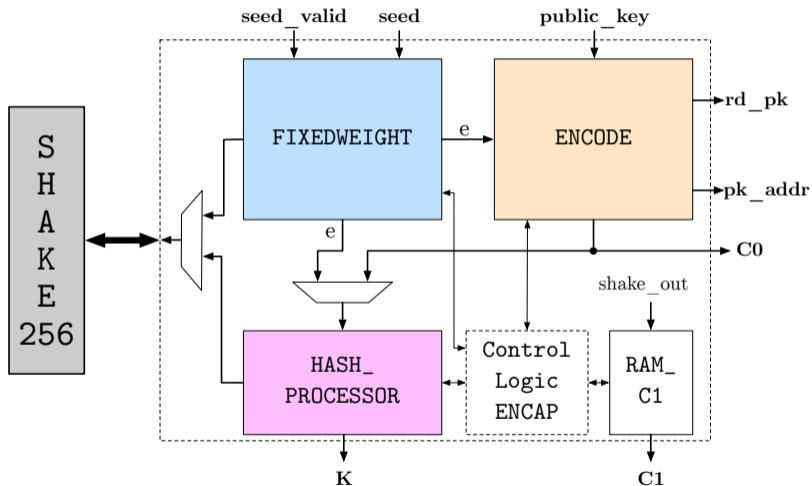 seed_valid
seed
public_key
rd_pk
FIXEDWEIGHT
e
ENCODE
pk_addr
S
H
A
K
E
256
e
C0
shake_out
HASH_
PROCESSOR
Control
Logic
ENCAP
RAM_
C1
K
C1